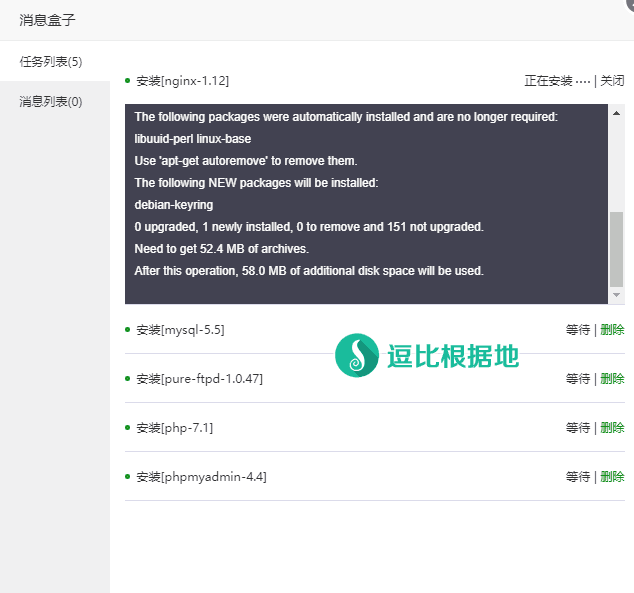 消息盒子
任务列表(5)
消息列表(0)
安装[nginx-1.12] 正在安装 ···· | 关闭
The following packages were automatically installed and are no longer required:
libuuid-perl linux-base
Use 'apt-get autoremove' to remove them.
The following NEW packages will be installed:
debian-keyring
0 upgraded, 1 newly installed, 0 to remove and 151 not upgraded.
Need to get 52.4 MB of archives.
After this operation, 58.0 MB of additional disk space will be used.
安装[mysql-5.5] 等待 | 删除
逗比根据地
安装[pure-ftpd-1.0.47] 等待 | 删除
安装[php-7.1] 等待 | 删除
安装[phpmyadmin-4.4] 等待 | 删除